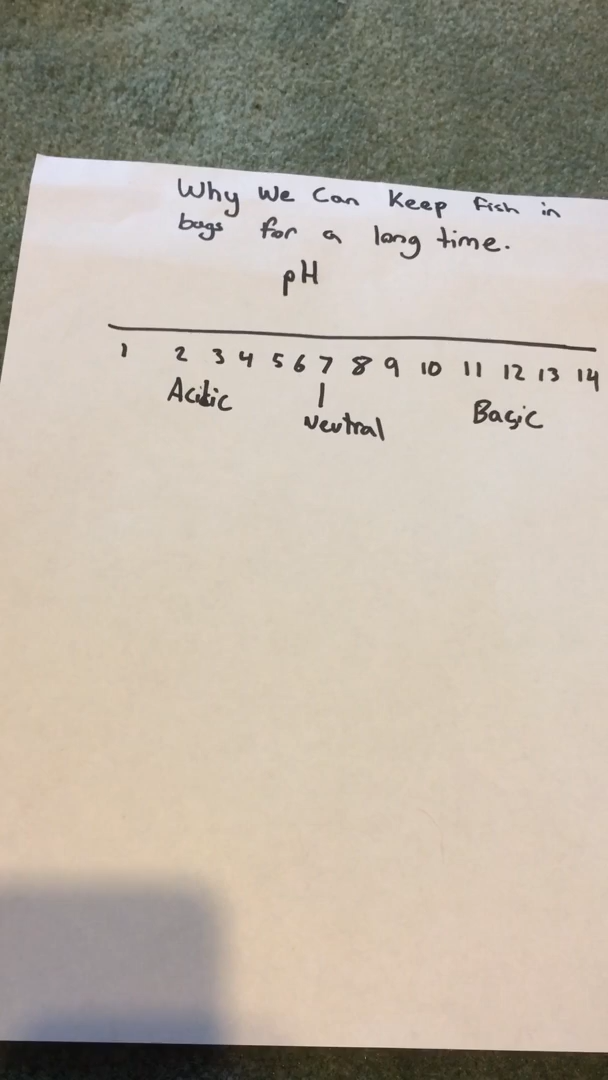 Why We Can Keep fish in
bags for a long time.
pH
1 2 3 4 5 6 7 8 9 10 11 12 13 14
Acidic Neutral Basic